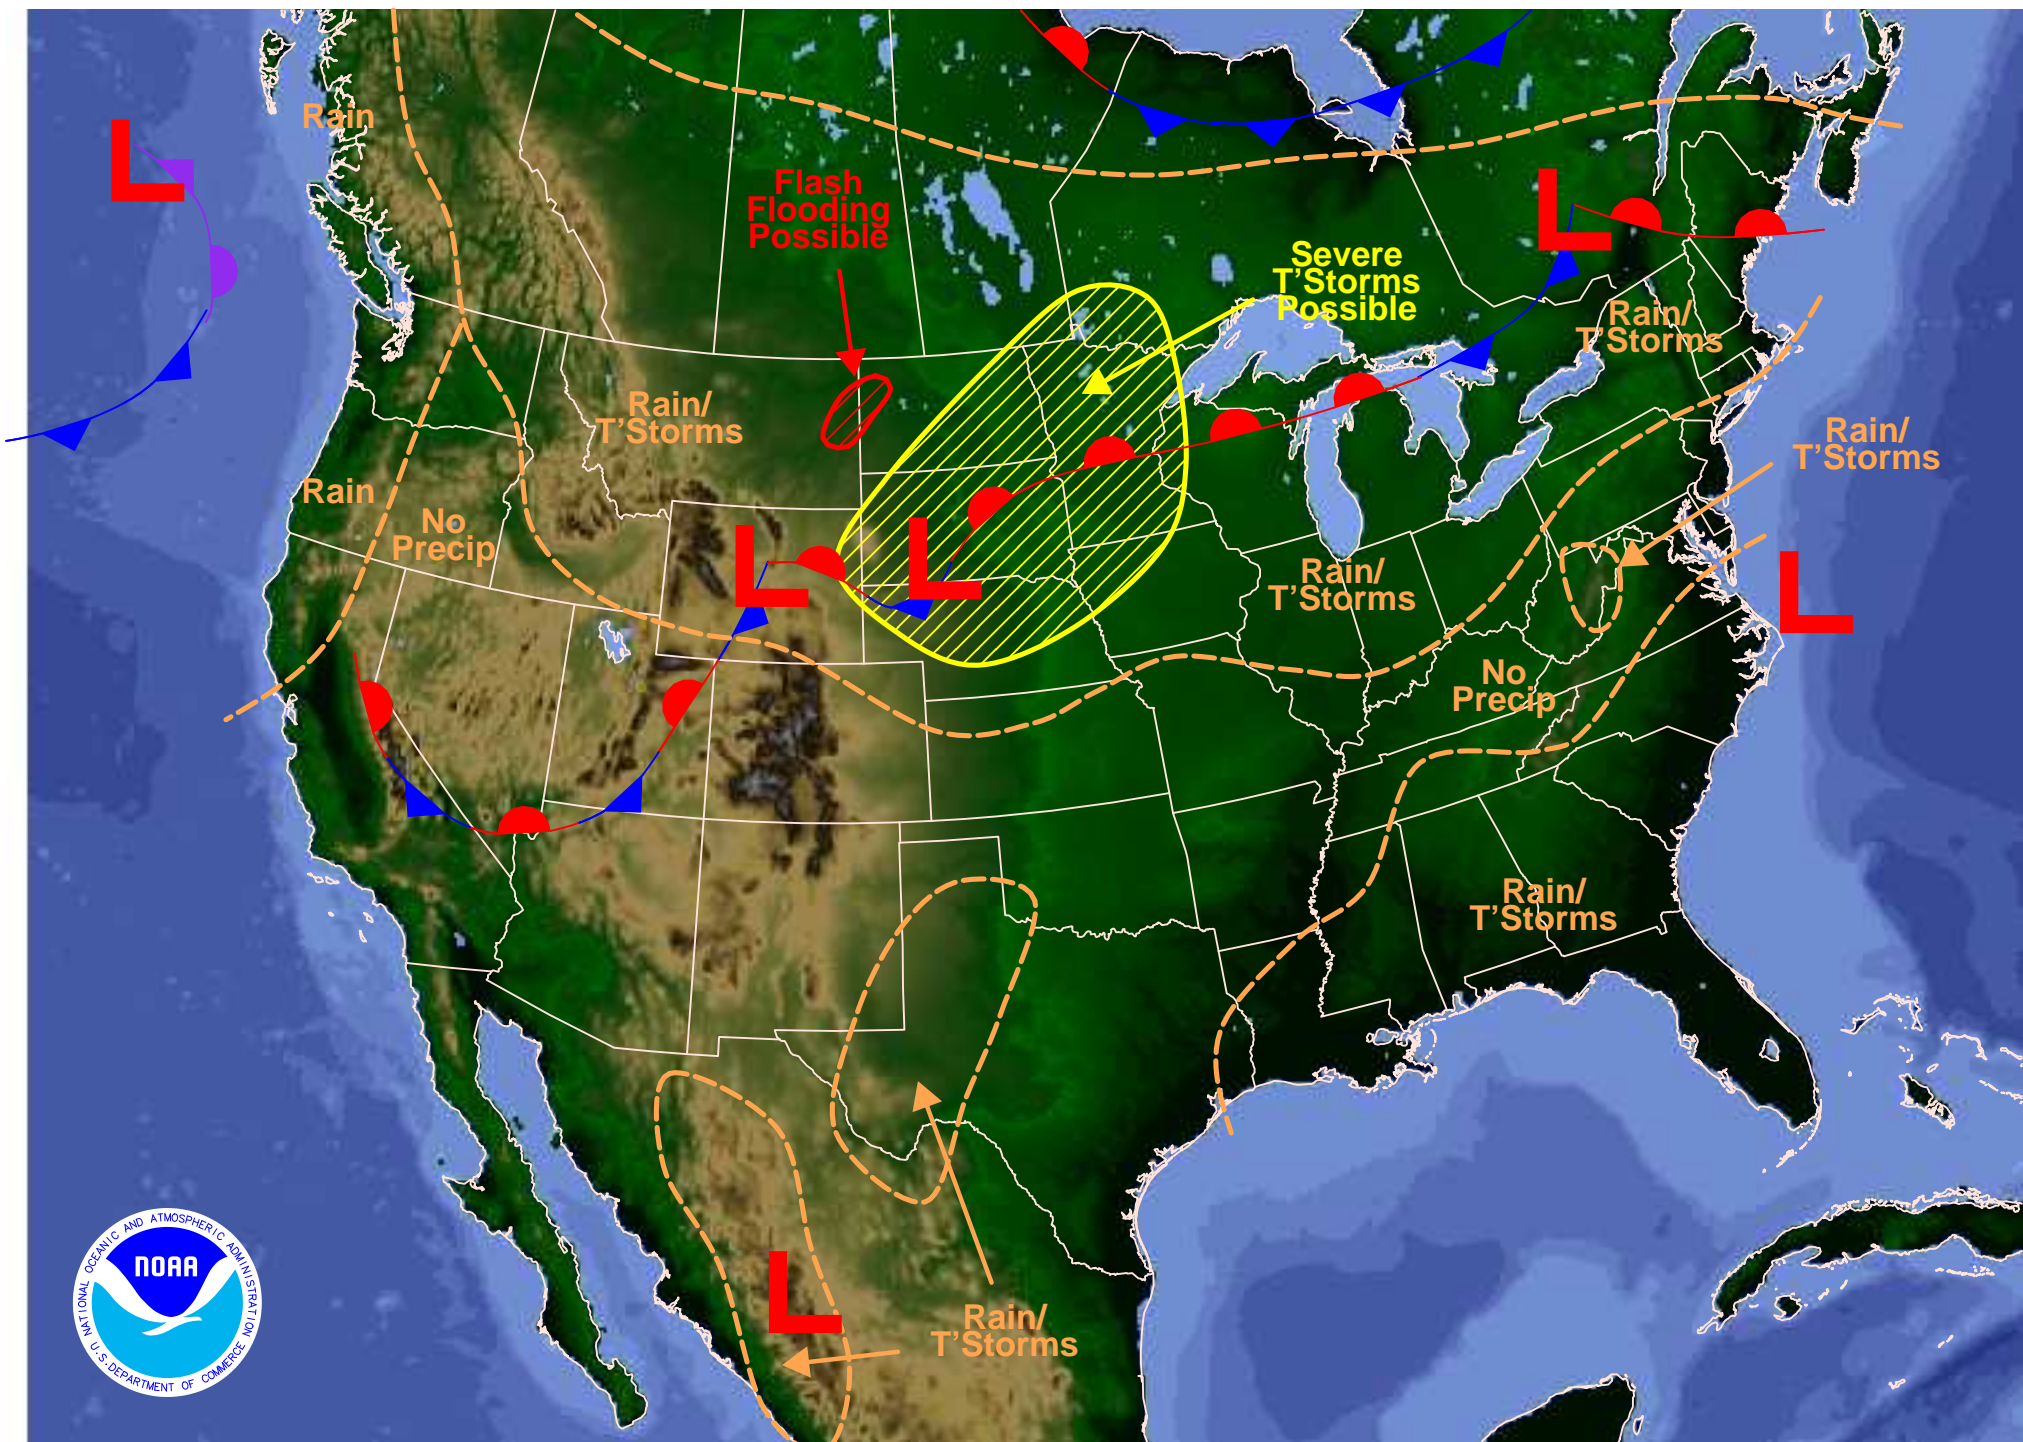 Rain
L
Flash
Flooding
Possible
L
Severe
T'Storms
Possible
Rain/
T'Storms
Rain/
T'Storms
Rain/
T'Storms
Rain
No
Precip
L
L
Rain/
T'Storms
L
No
Precip
Rain/
T'Storms
L
Rain/
T'Storms
NATIONAL OCEANIC AND ATMOSPHERIC ADMINISTRATION
NOAA
U.S. DEPARTMENT OF COMMERCE